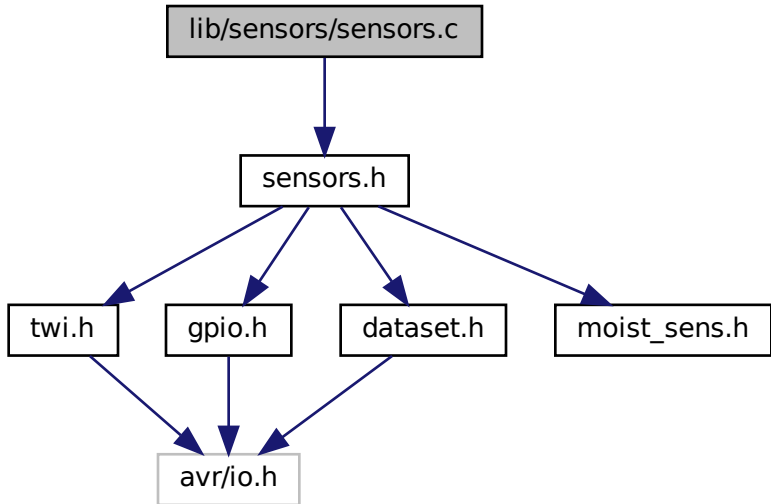 lib/sensors/sensors.c
sensors.h
twi.h
gpio.h
dataset.h
moist_sens.h
avr/io.h